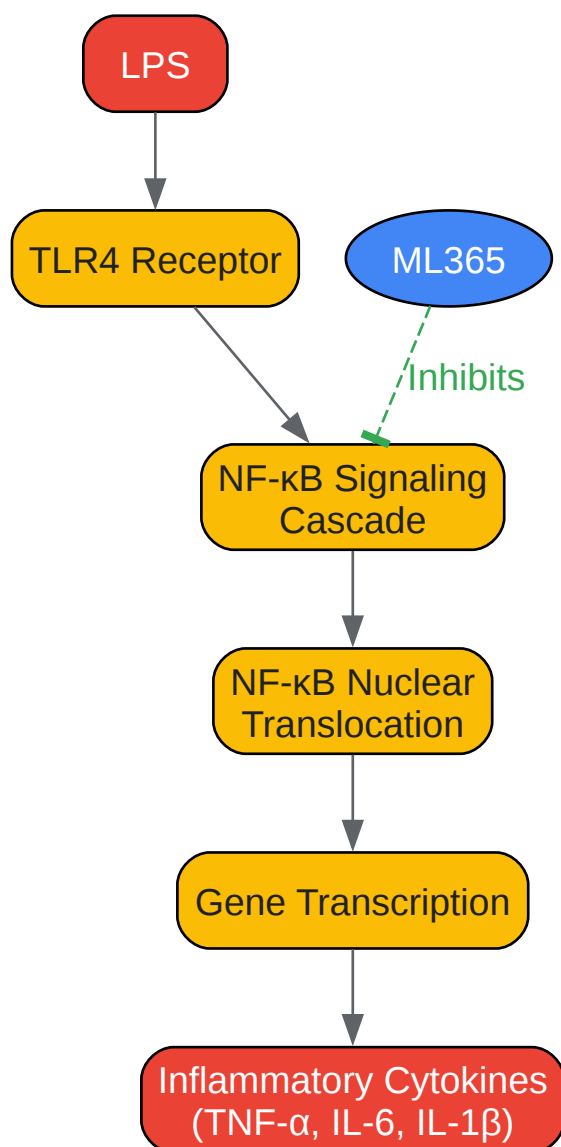 LPS
TLR4 Receptor
ML365
Inhibits
NF-κB Signaling
Cascade
NF-κB Nuclear
Translocation
Gene Transcription
Inflammatory Cytokines
(TNF-α, IL-6, IL-1β)